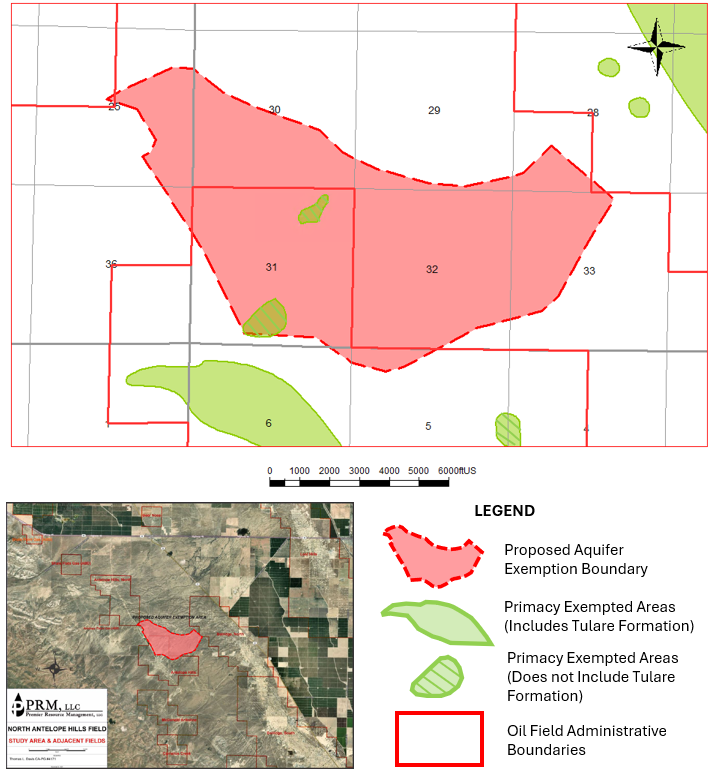 25
30
29
28
36
31
32
33
6
5
4
0 1000 2000 3000 4000 5000 6000ftUS
PROPOSED AQUIFER EXEMPTION AREA
PRM, LLC
Premier Resource Management, LLC
NORTH ANTELOPE HILLS FIELD
STUDY AREA & ADJACENT FIELDS
LEGEND
Proposed Aquifer
Exemption Boundary
Primacy Exempted Areas
(Includes Tulare Formation)
Primacy Exempted Areas
(Does not Include Tulare
Formation)
Oil Field Administrative
Boundaries